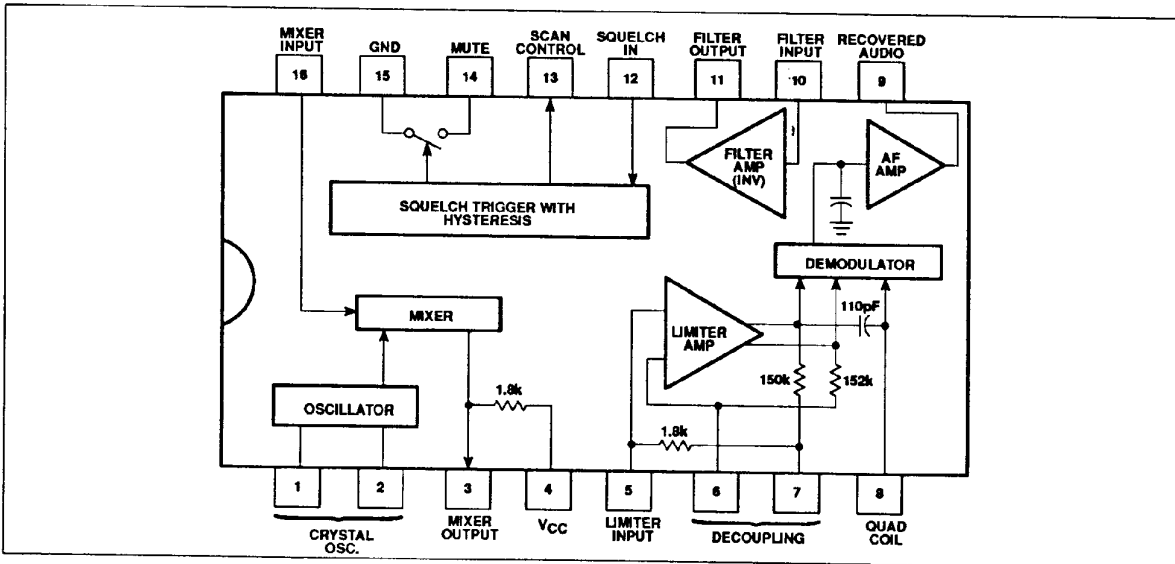 MIXER
INPUT
GND
MUTE
SCAN
CONTROL
SQUELCH
IN
FILTER
OUTPUT
FILTER
INPUT
RECOVERED
AUDIO
16
15
14
13
12
11
10
9
FILTER
AMP
(INV)
AF
AMP
SQUELCH TRIGGER WITH
HYSTERESIS
DEMODULATOR
MIXER
LIMITER
AMP
110pF
150k
152k
OSCILLATOR
1.8k
1.8k
1
2
3
4
5
6
7
8
CRYSTAL
OSC.
MIXER
OUTPUT
VCC
LIMITER
INPUT
DECOUPLING
QUAD
COIL